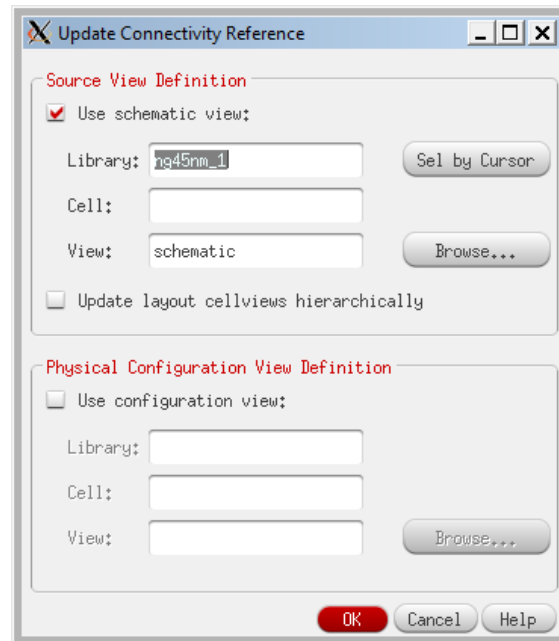 Update Connectivity Reference
Source View Definition
Use schematic view:
Library: ng45nm_1 Sel by Cursor
Cell:
View: schematic Browse...
Update layout cellviews hierarchically
Physical Configuration View Definition
Use configuration view:
Library:
Cell:
View: Browse...
OK Cancel Help